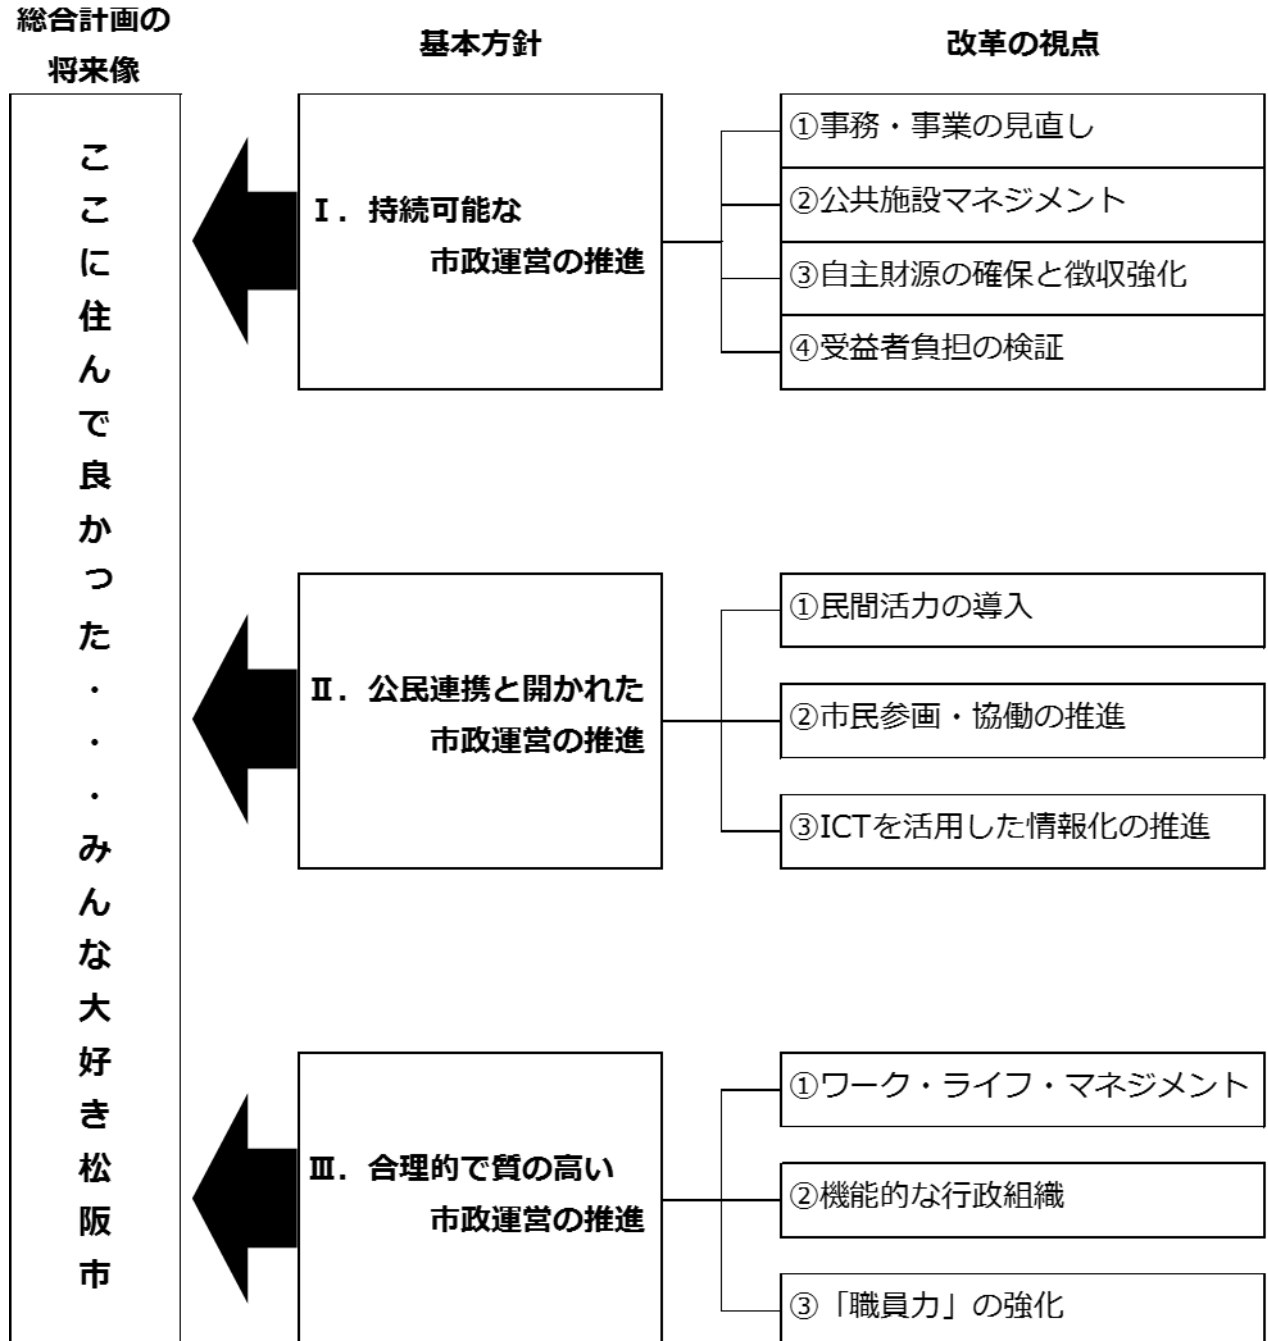 総合計画の
将来像
基本方針
改革の視点
ここに住んで良かった・・・みんな大好き松阪市
Ⅰ．持続可能な
市政運営の推進
①事務・事業の見直し
②公共施設マネジメント
③自主財源の確保と徴収強化
④受益者負担の検証
Ⅱ．公民連携と開かれた
市政運営の推進
①民間活力の導入
②市民参画・協働の推進
③ICTを活用した情報化の推進
Ⅲ．合理的で質の高い
市政運営の推進
①ワーク・ライフ・マネジメント
②機能的な行政組織
③「職員力」の強化